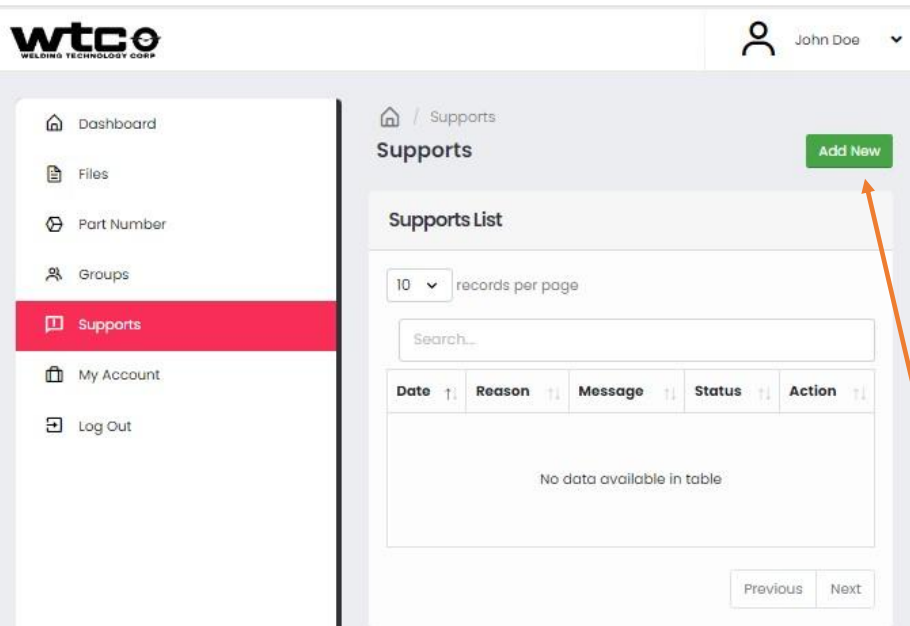 wtco
WELDING TECHNOLOGY CORP
John Doe
Dashboard
Files
Part Number
Groups
Supports
My Account
Log Out
/ Supports
Supports
Add New
Supports List
10 records per page
Search...
Date Reason Message Status Action
No data available in table
Previous Next